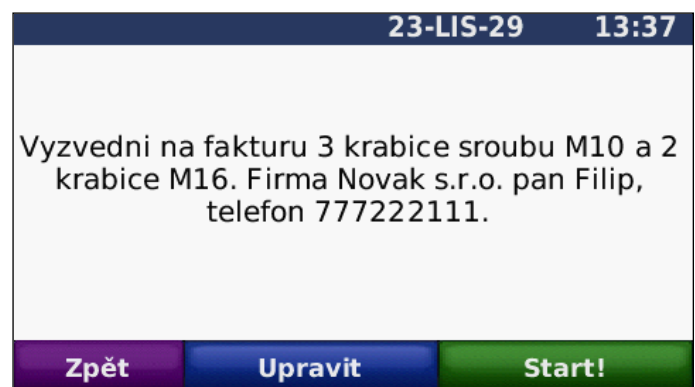 23-LIS-29 13:37
Vyzvedni na fakturu 3 krabice sroubu M10 a 2
krabice M16. Firma Novak s.r.o. pan Filip,
telefon 777222111.
Zpět Upravit Start!